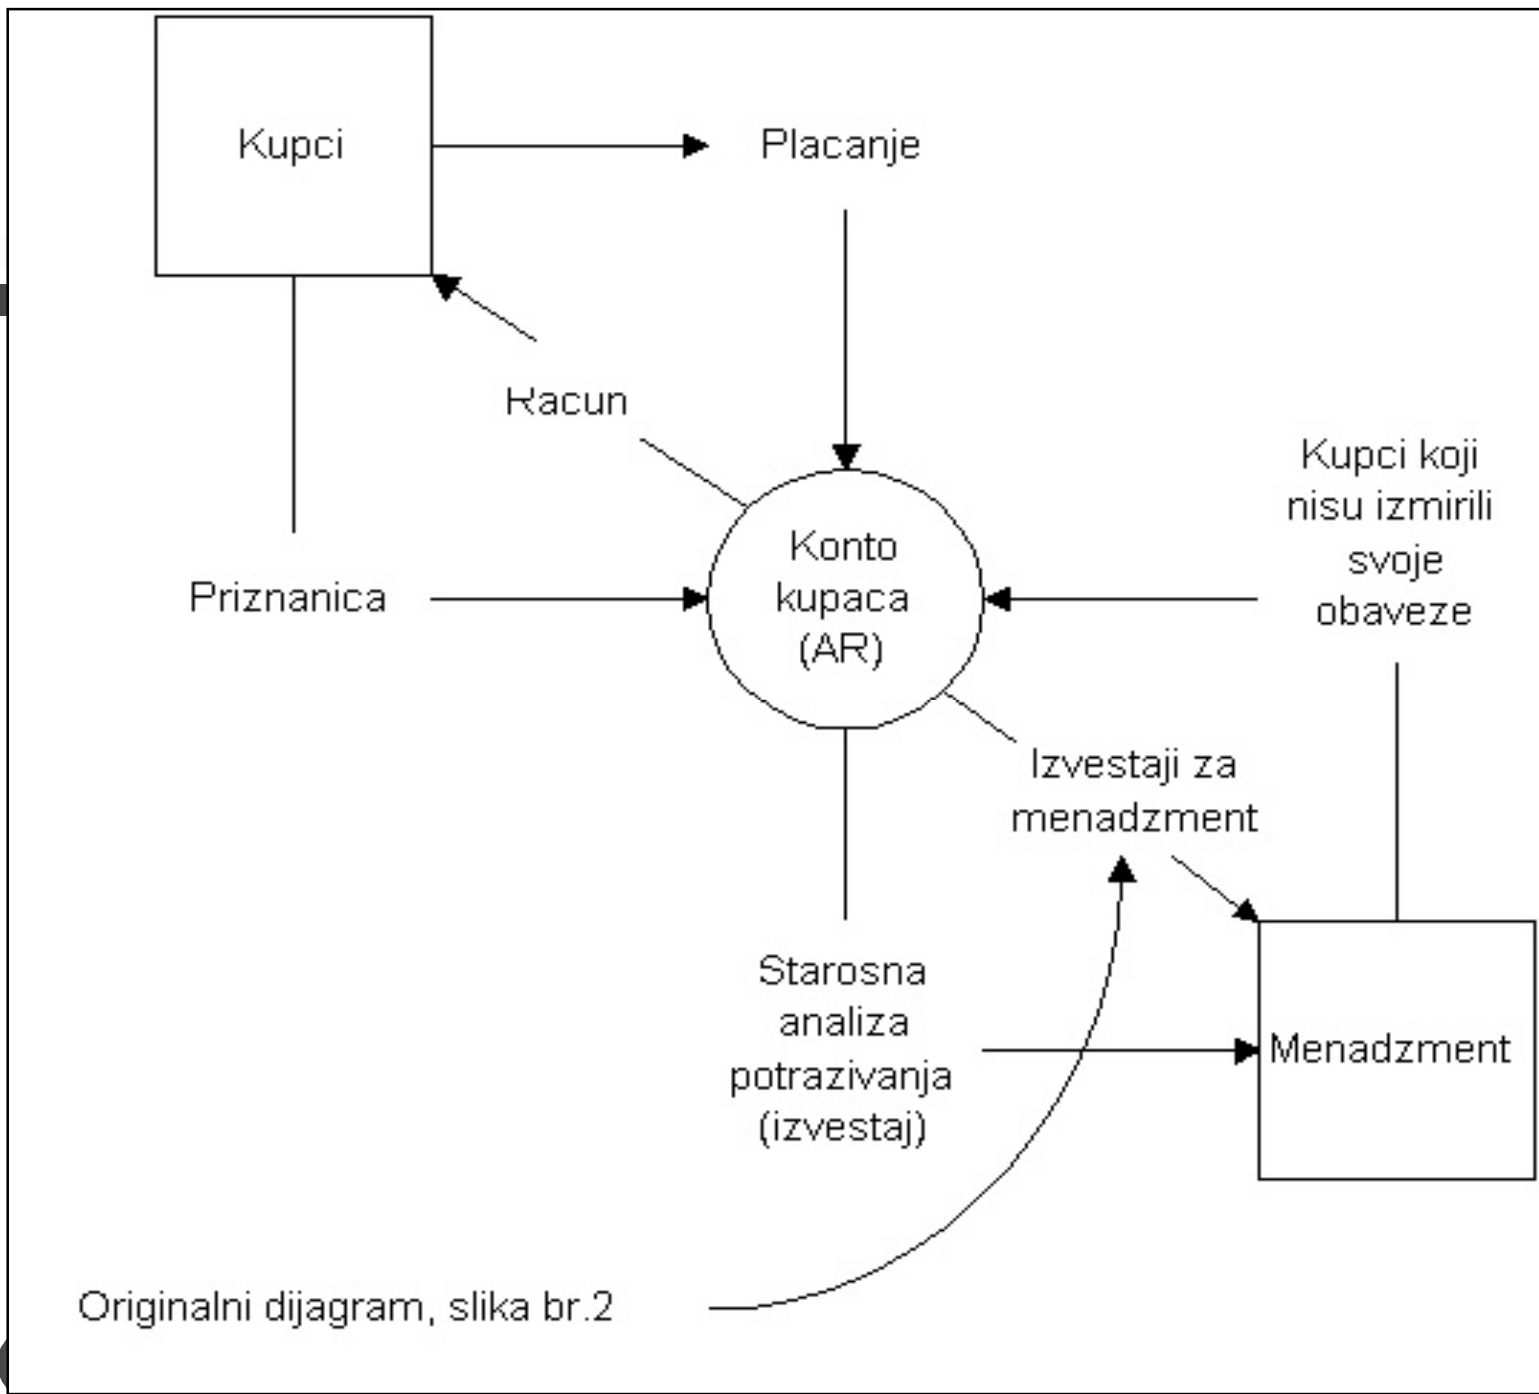 Kupci
Placanje
Racun
Kupci koji
nisu izmirili
svoje
obaveze
Konto
kupaca
(AR)
Priznanica
Izvestaji za
menadzment
Starosna
analiza
potrazivanja
(izvestaj)
Menadzment
Originalni dijagram, slika br.2